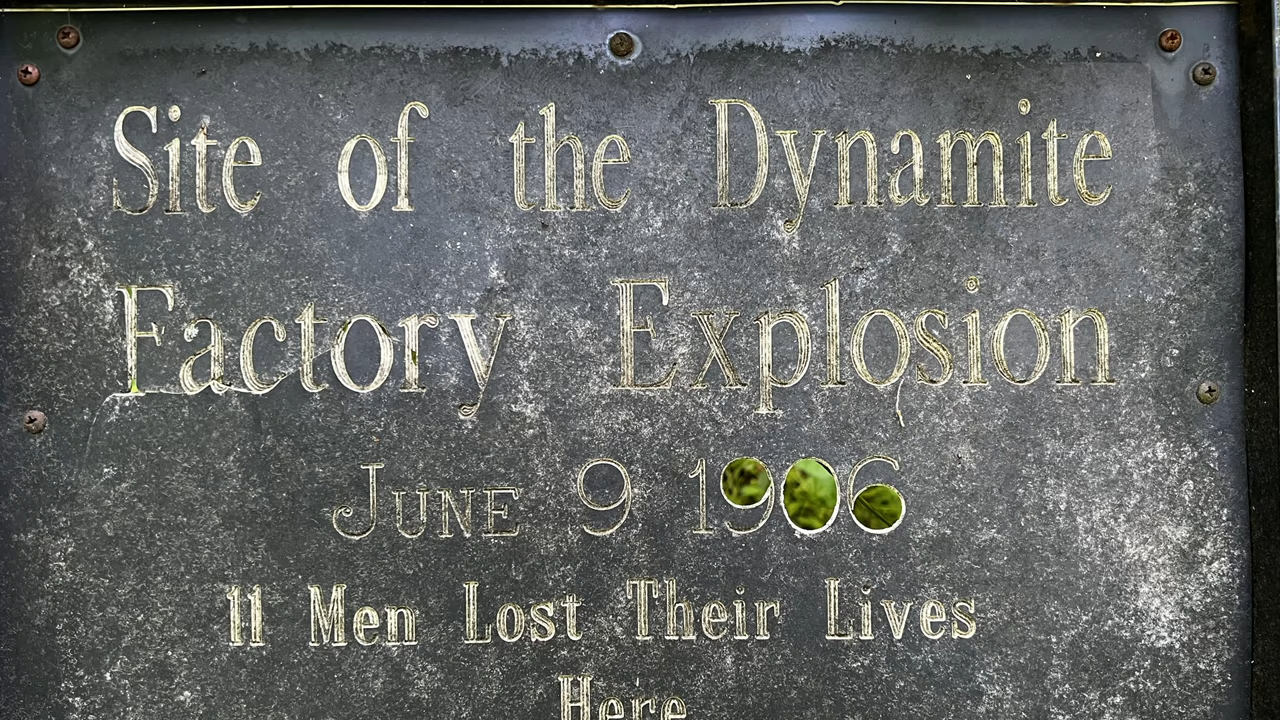 Site of the Dynamite
Factory Explosion
JUNE 9 1906
11 Men Lost Their Lives
Here